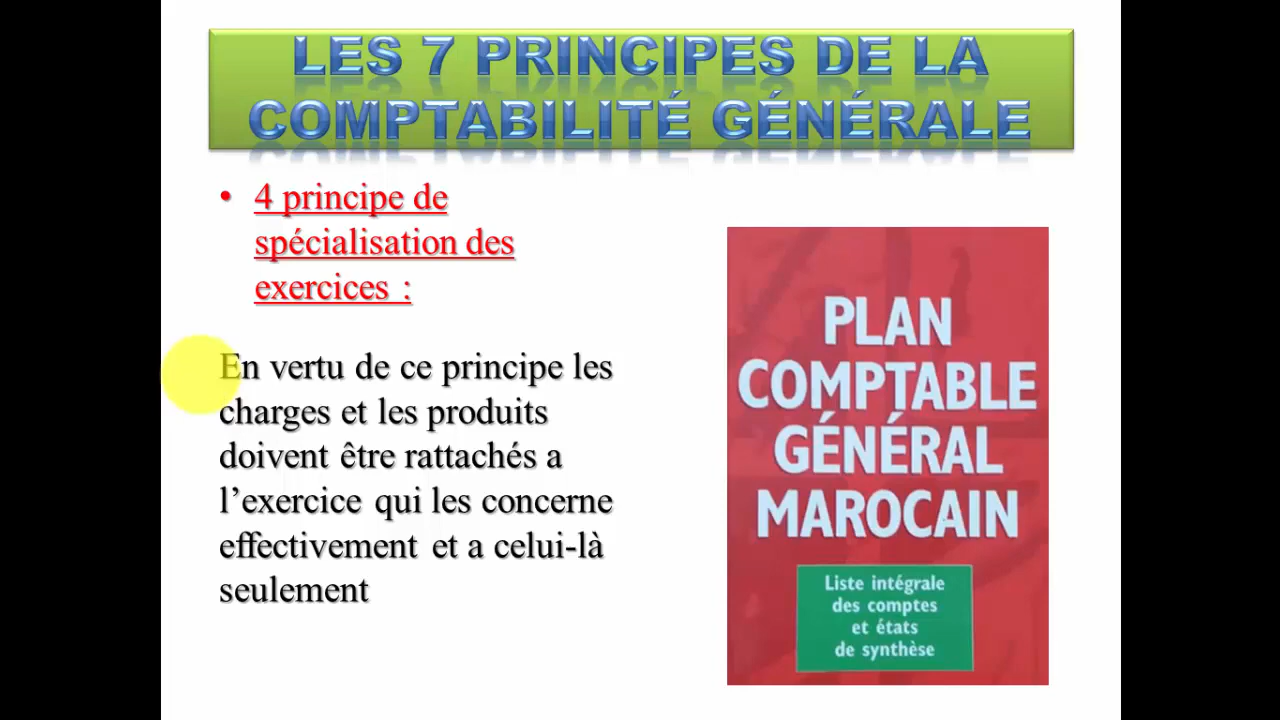 LES 7 PRINCIPES DE LA
COMPTABILITÉ GÉNÉRALE
• 4 principe de
spécialisation des
exercices :
En vertu de ce principe les
charges et les produits
doivent être rattachés a
l’exercice qui les concerne
effectivement et a celui-là
seulement
PLAN
COMPTABLE
GÉNÉRAL
MAROCAIN
Liste intégrale
des comptes
et états
de synthèse